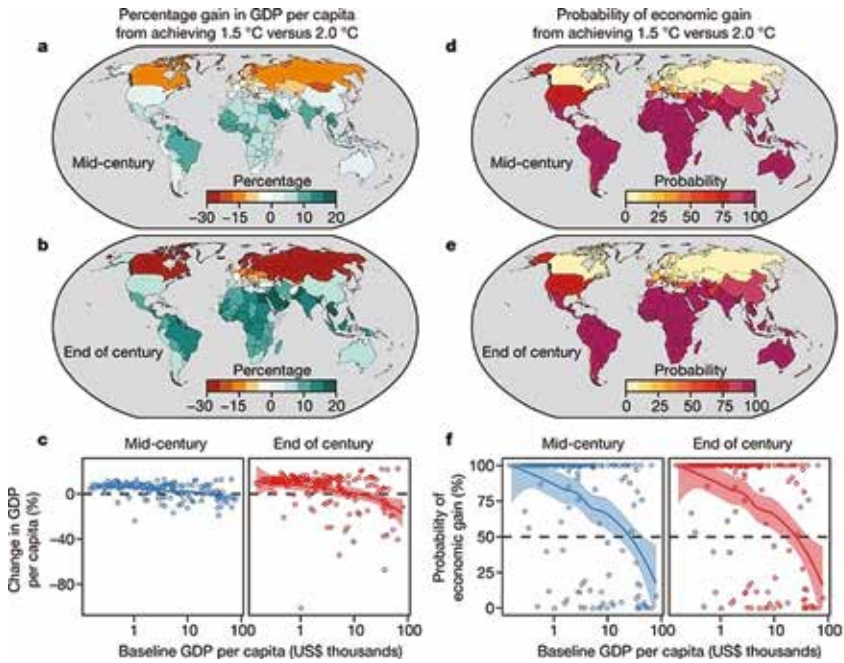 Percentage gain in GDP per capita
from achieving 1.5 °C versus 2.0 °C
a
Mid-century
Percentage
−30 −15 0 10 20
b
End of century
Percentage
−30 −15 0 10 20
c
Mid-century End of century
Change in GDP
per capita (%)
0
−40
−80
1 10 100 1 10 100
Baseline GDP per capita (US$ thousands)
Probability of economic gain
from achieving 1.5 °C versus 2.0 °C
d
Mid-century
Probability
0 25 50 75 100
e
End of century
Probability
0 25 50 75 100
f
Mid-century End of century
Probability of
economic gain (%)
100
75
50
25
0
1 10 100 1 10 100
Baseline GDP per capita (US$ thousands)